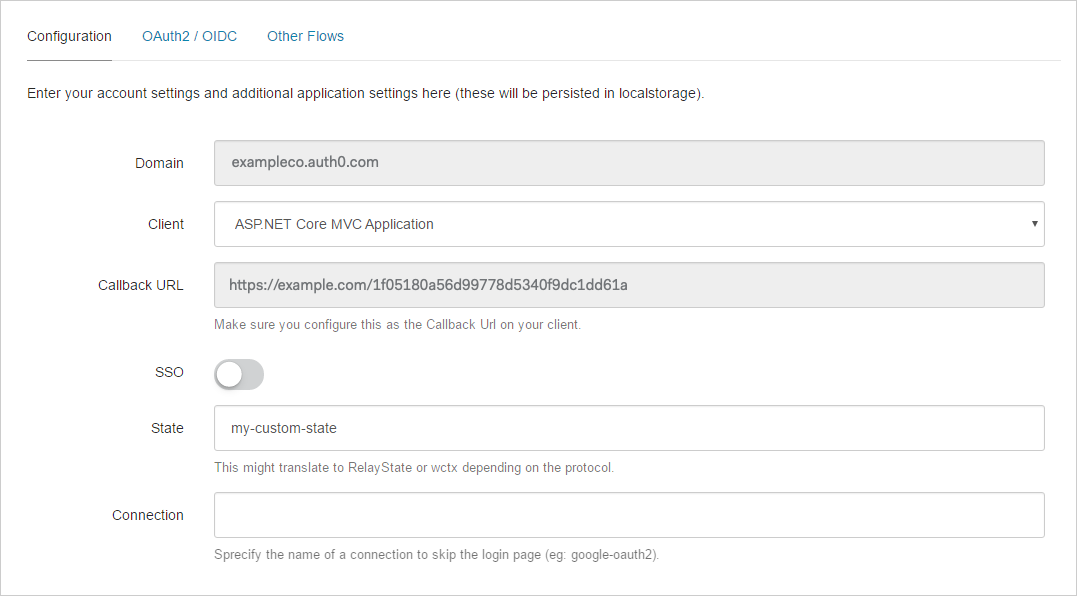 Configuration OAuth2 / OIDC Other Flows
Enter your account settings and additional application settings here (these will be persisted in localstorage).
Domain exampleco.auth0.com
Client ASP.NET Core MVC Application
Callback URL https://example.com/1f05180a56d99778d5340f9dc1dd61a
Make sure you configure this as the Callback Url on your client.
SSO
State my-custom-state
This might translate to RelayState or wctx depending on the protocol.
Connection
Sprecify the name of a connection to skip the login page (eg: google-oauth2).